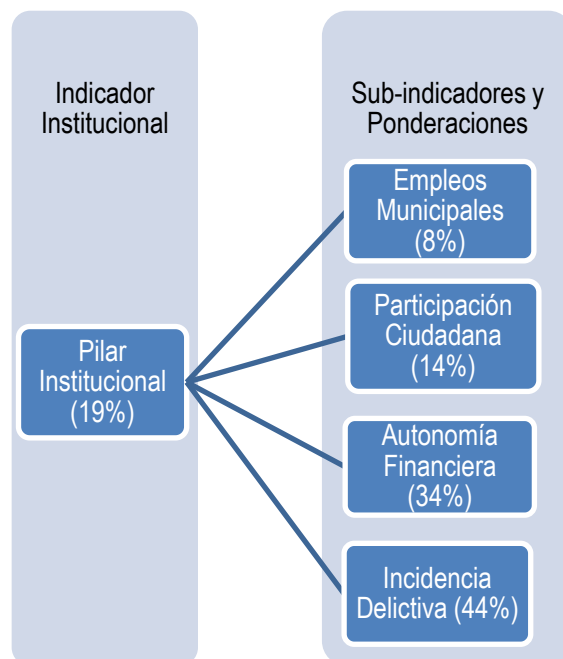 Indicador
Institucional
Pilar
Institucional
(19%)
Sub-indicadores y
Ponderaciones
Empleos
Municipales
(8%)
Participación
Ciudadana
(14%)
Autonomía
Financiera
(34%)
Incidencia
Delictiva (44%)